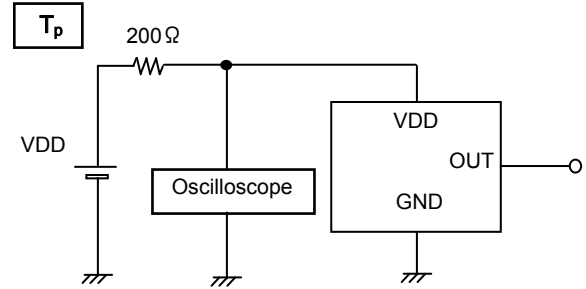 Tp
200Ω
VDD
Oscilloscope
VDD
OUT
GND